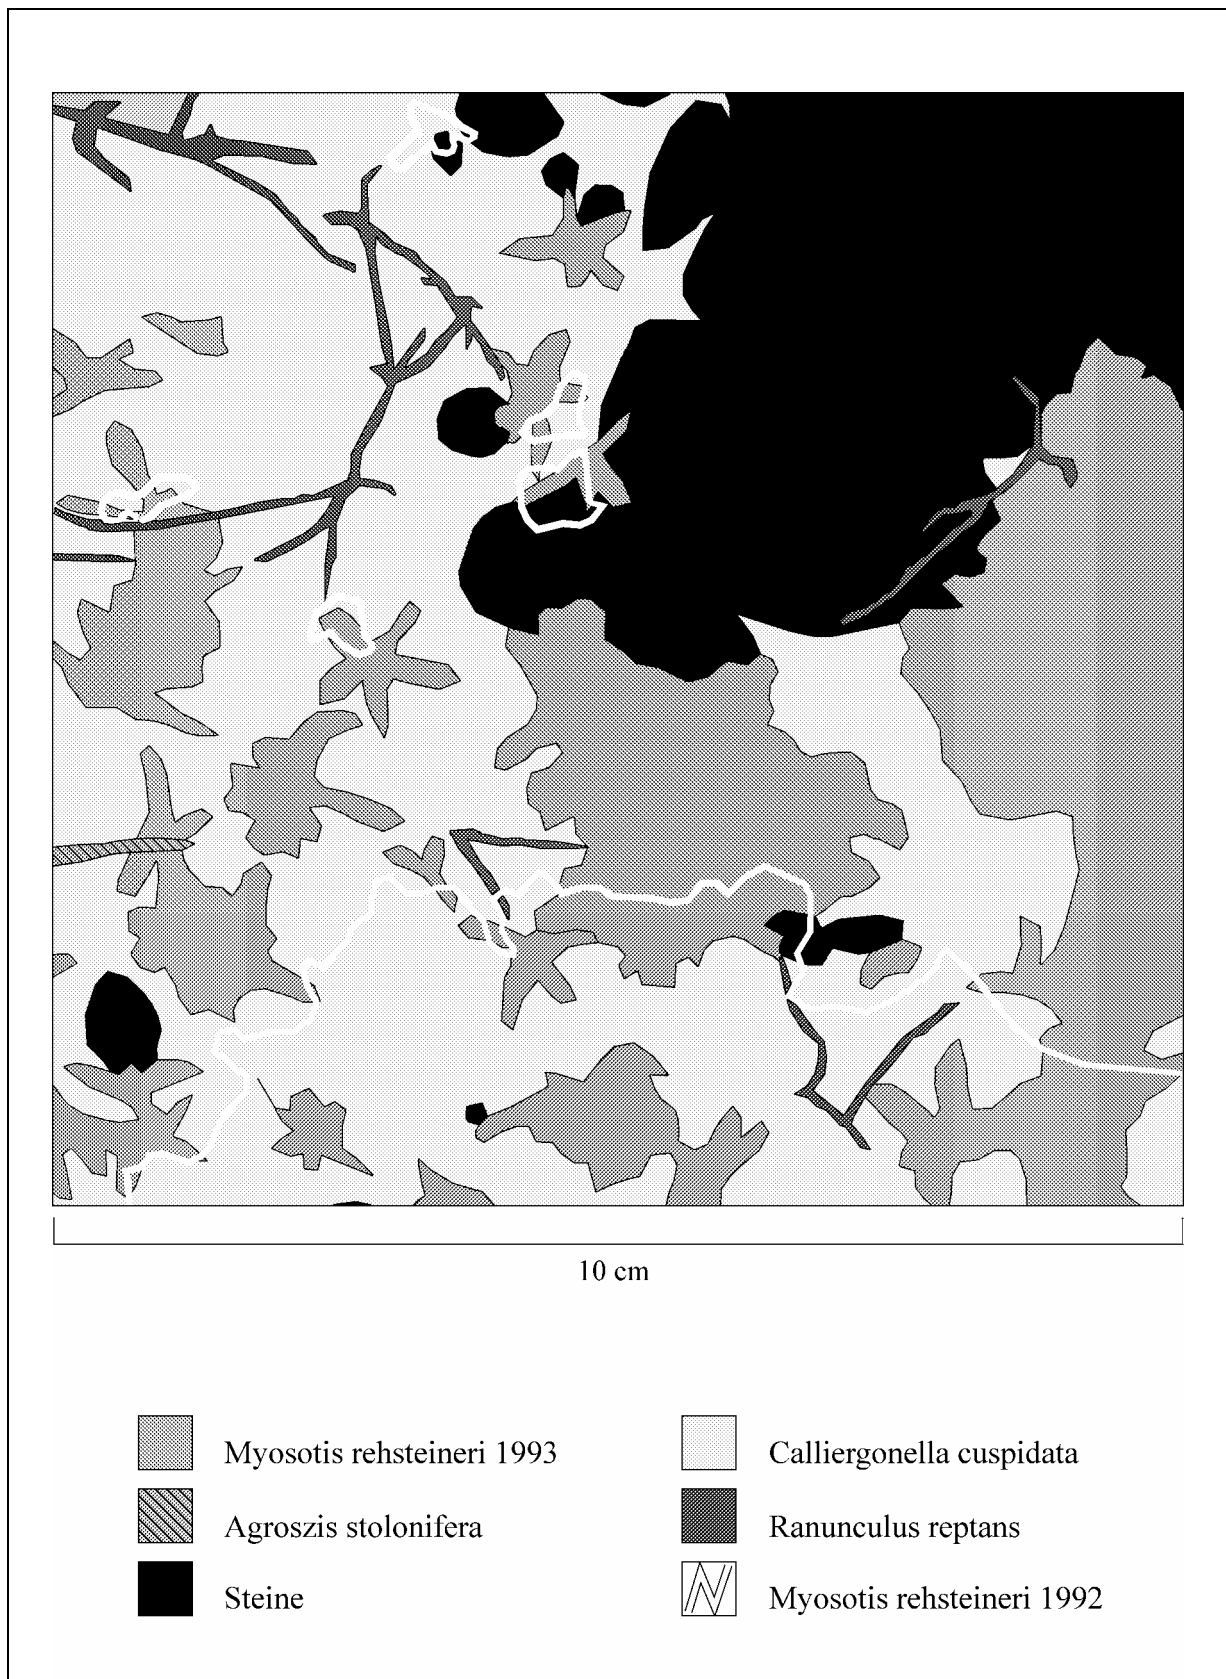 10 cm
Myosotis rehsteineri 1993
Calliergonella cuspidata
Agroszis stolonifera
Ranunculus reptans
Steine
Myosotis rehsteineri 1992